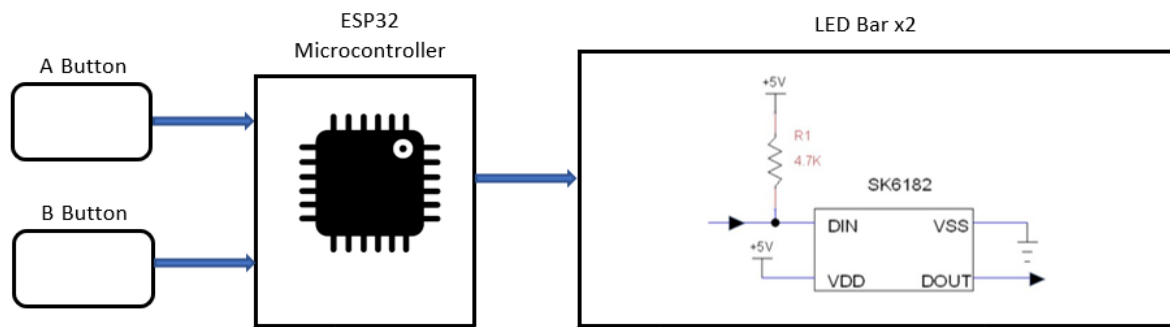 ESP32
Microcontroller
LED Bar x2
A Button
B Button
+5V
R1
4.7K
SK6182
DIN
VSS
+5V
VDD
DOUT